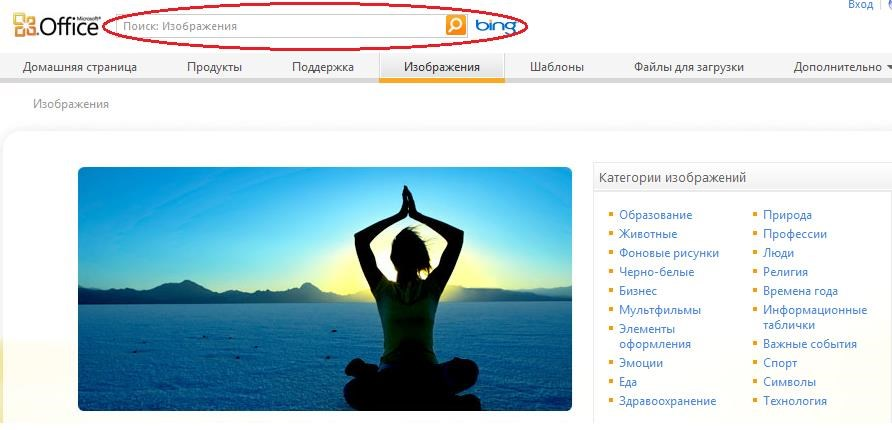 Вход
Microsoft®
Office
Поиск: Изображения
bing
Домашняя страница
Продукты
Поддержка
Изображения
Шаблоны
Файлы для загрузки
Дополнительно
Изображения
Категории изображений
Образование
Животные
Фоновые рисунки
Черно-белые
Бизнес
Мультфильмы
Элементы
оформления
Эмоции
Еда
Здравоохранение
Природа
Профессии
Люди
Религия
Времена года
Информационные
таблички
Важные события
Спорт
Символы
Технология